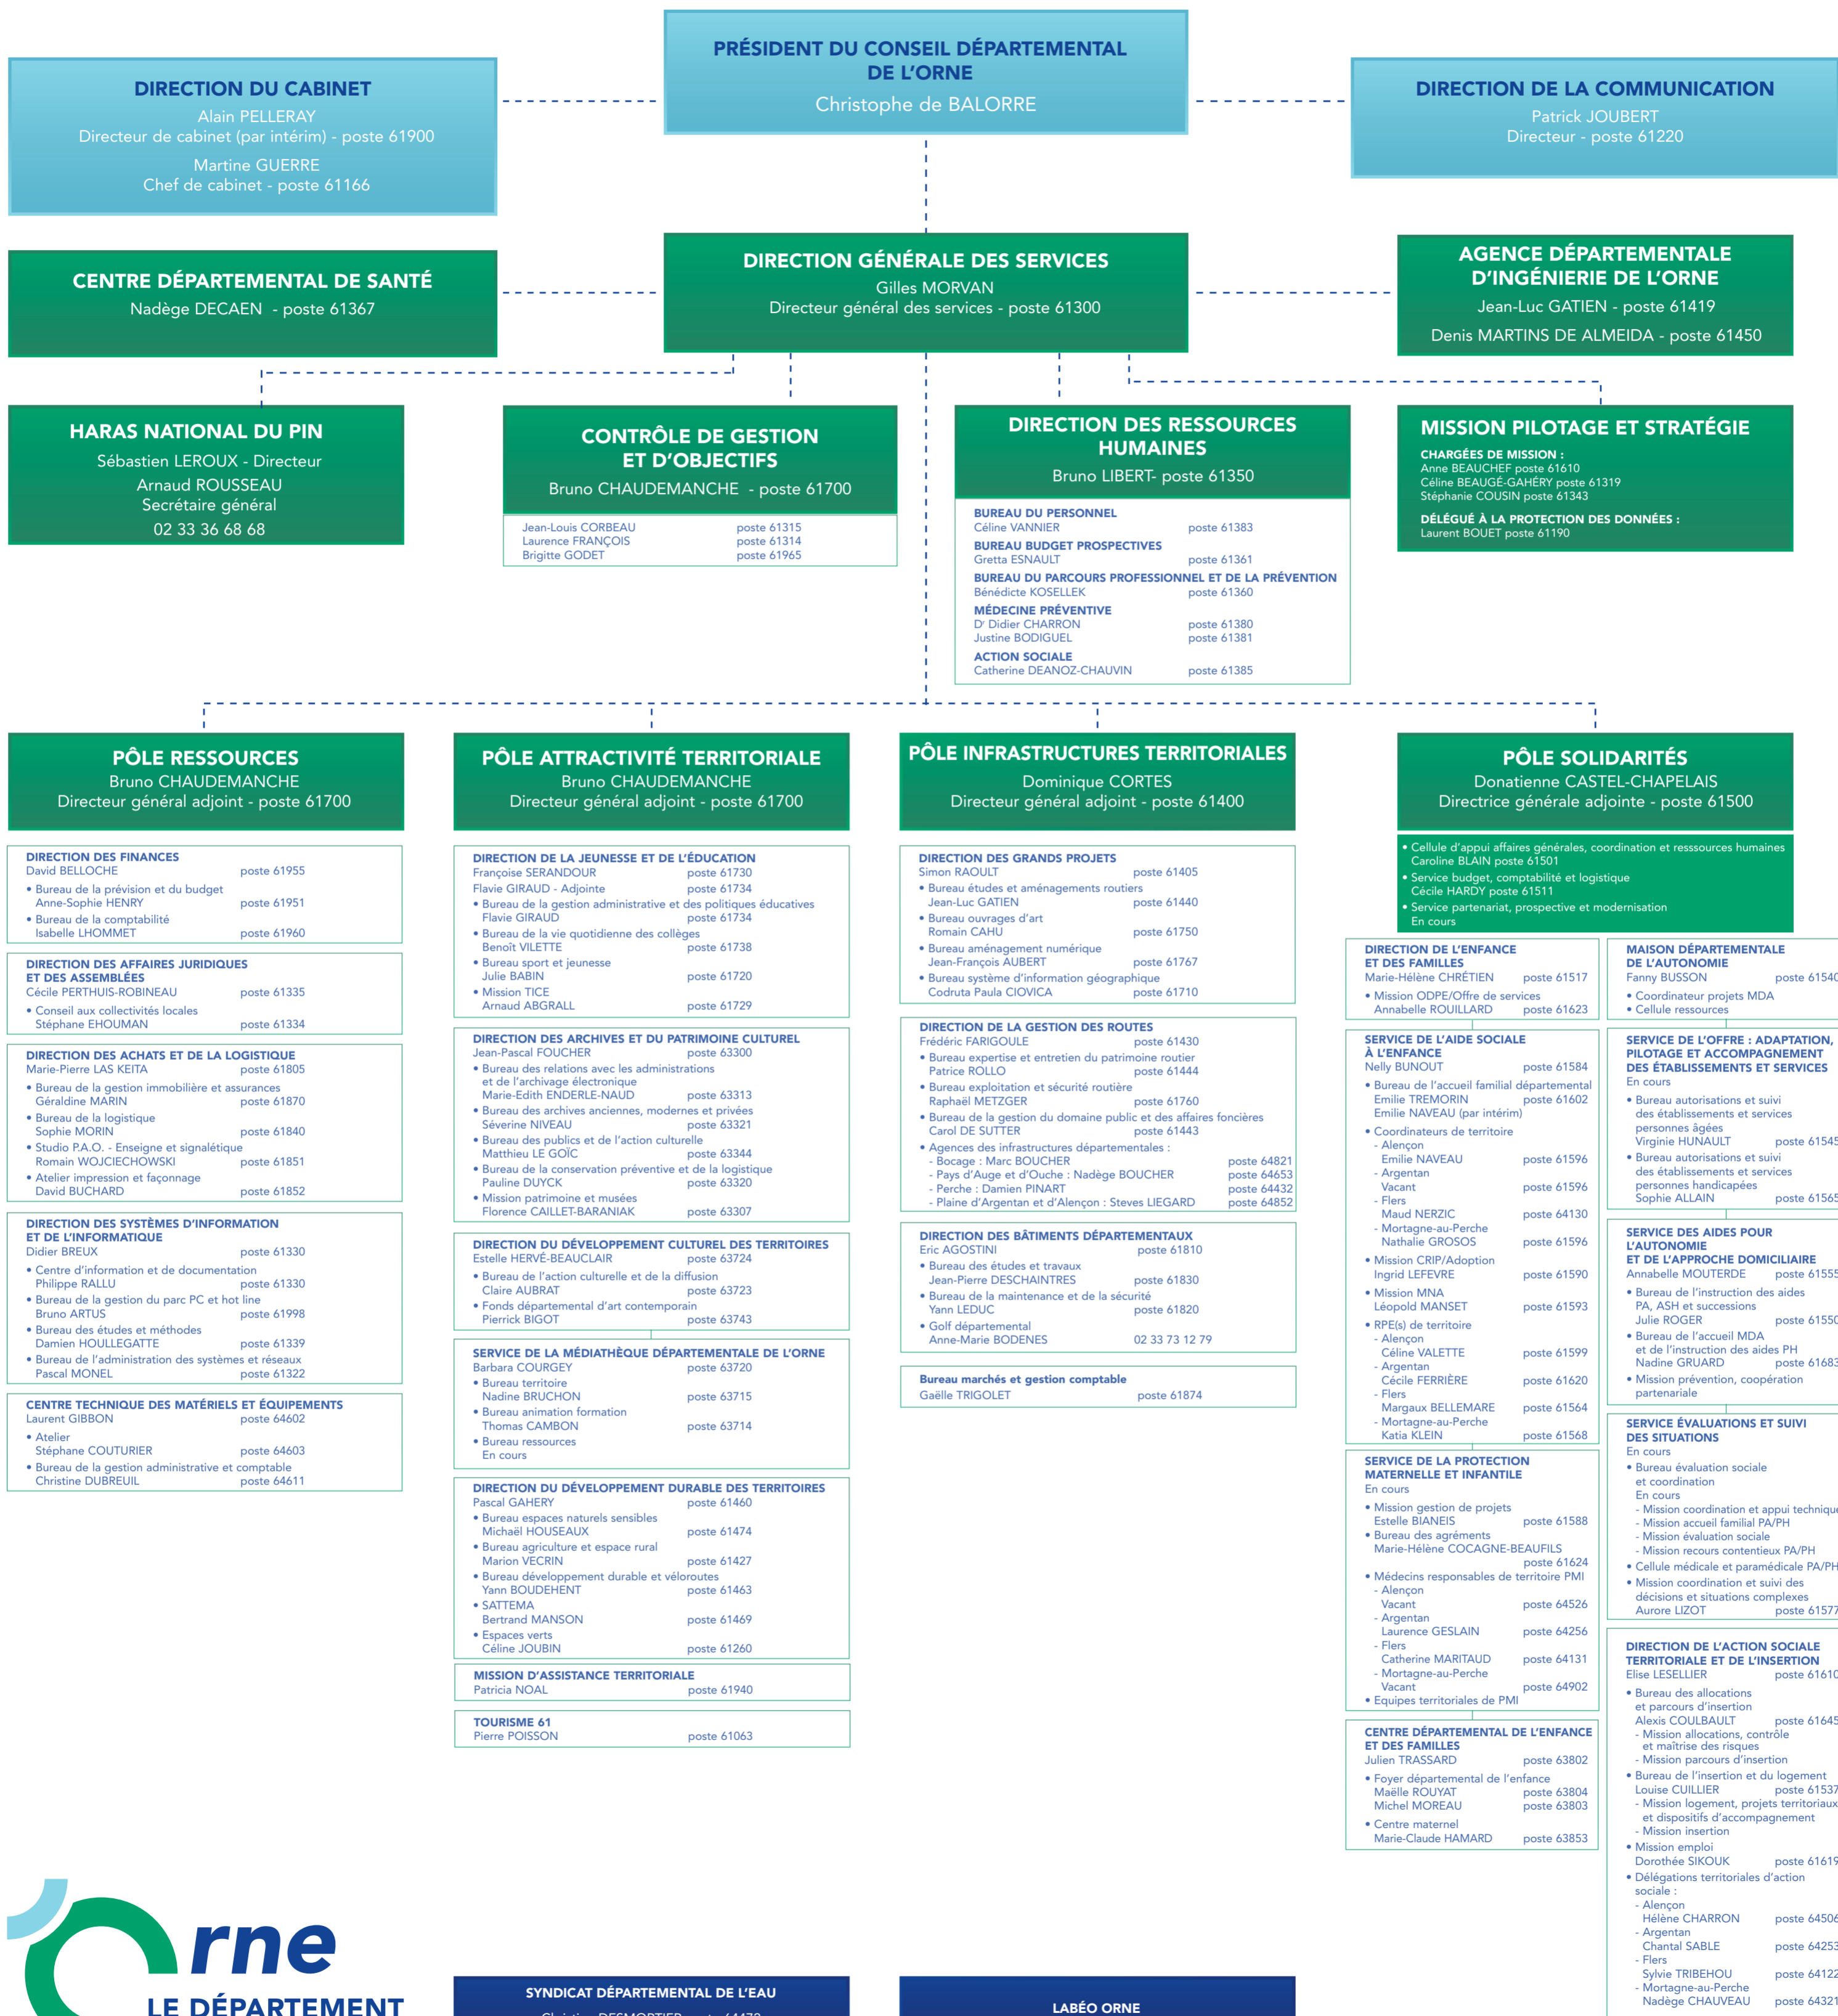 PRÉSIDENT DU CONSEIL DÉPARTEMENTAL
DE L'ORNE
Christophe de BALORRE
DIRECTION DU CABINET
Alain PELLERAY
Directeur de cabinet (par intérim) - poste 61900
Martine GUERRE
Chef de cabinet - poste 61166
DIRECTION DE LA COMMUNICATION
Patrick JOUBERT
Directeur - poste 61220
CENTRE DÉPARTEMENTAL DE SANTÉ
Nadège DECAEN - poste 61367
DIRECTION GÉNÉRALE DES SERVICES
Gilles MORVAN
Directeur général des services - poste 61300
AGENCE DÉPARTEMENTALE
D'INGÉNIERIE DE L'ORNE
Jean-Luc GATIEN - poste 61419
Denis MARTINS DE ALMEIDA - poste 61450
HARAS NATIONAL DU PIN
Sébastien LEROUX - Directeur
Arnaud ROUSSEAU
Secrétaire général
02 33 36 68 68
CONTRÔLE DE GESTION
ET D'OBJECTIFS
Bruno CHAUDEMANCHE - poste 61700
Jean-Louis CORBEAU poste 61315
Laurence FRANÇOIS poste 61314
Brigitte GODET poste 61965
DIRECTION DES RESSOURCES
HUMAINES
Bruno LIBERT- poste 61350
BUREAU DU PERSONNEL
Céline VANNIER poste 61383
BUREAU BUDGET PROSPECTIVES
Gretta ESNAULT poste 61361
BUREAU DU PARCOURS PROFESSIONNEL ET DE LA PRÉVENTION
Bénédicte KOSELLEK poste 61360
MÉDECINE PRÉVENTIVE
Dr Didier CHARRON poste 61380
Justine BODIGUEL poste 61381
ACTION SOCIALE
Catherine DEANOZ-CHAUVIN poste 61385
MISSION PILOTAGE ET STRATÉGIE
CHARGÉES DE MISSION :
Anne BEAUCHEF poste 61610
Céline BEAUGÉ-GAHÉRY poste 61319
Stéphanie COUSIN poste 61343
DÉLÉGUÉ À LA PROTECTION DES DONNÉES :
Laurent BOUET poste 61190
PÔLE RESSOURCES
Bruno CHAUDEMANCHE
Directeur général adjoint - poste 61700
DIRECTION DES FINANCES
David BELLOCHE poste 61955
• Bureau de la prévision et du budget
Anne-Sophie HENRY poste 61951
• Bureau de la comptabilité
Isabelle LHOMMET poste 61960
DIRECTION DES AFFAIRES JURIDIQUES
ET DES ASSEMBLÉES
Cécile PERTHUIS-ROBINEAU poste 61335
• Conseil aux collectivités locales
Stéphane EHOUMAN poste 61334
DIRECTION DES ACHATS ET DE LA LOGISTIQUE
Marie-Pierre LAS KEITA poste 61805
• Bureau de la gestion immobilière et assurances
Géraldine MARIN poste 61870
• Bureau de la logistique
Sophie MORIN poste 61840
• Studio P.A.O. - Enseigne et signalétique
Romain WOJCIECHOWSKI poste 61851
• Atelier impression et façonnage
David BUCHARD poste 61852
DIRECTION DES SYSTÈMES D'INFORMATION
ET DE L'INFORMATIQUE
Didier BREUX poste 61330
• Centre d'information et de documentation
Philippe RALLU poste 61330
• Bureau de la gestion du parc PC et hot line
Bruno ARTUS poste 61998
• Bureau des études et méthodes
Damien HOULLEGATTE poste 61339
• Bureau de l'administration des systèmes et réseaux
Pascal MONEL poste 61322
CENTRE TECHNIQUE DES MATÉRIELS ET ÉQUIPEMENTS
Laurent GIBBON poste 64602
• Atelier
Stéphane COUTURIER poste 64603
• Bureau de la gestion administrative et comptable
Christine DUBREUIL poste 64611
PÔLE ATTRACTIVITÉ TERRITORIALE
Bruno CHAUDEMANCHE
Directeur général adjoint - poste 61700
DIRECTION DE LA JEUNESSE ET DE L'ÉDUCATION
Françoise SERANDOUR poste 61730
Flavie GIRAUD - Adjointe poste 61734
• Bureau de la gestion administrative et des politiques éducatives
Flavie GIRAUD poste 61734
• Bureau de la vie quotidienne des collèges
Benoît VILETTE poste 61738
• Bureau sport et jeunesse
Julie BABIN poste 61720
• Mission TICE
Arnaud ABGRALL poste 61729
DIRECTION DES ARCHIVES ET DU PATRIMOINE CULTUREL
Jean-Pascal FOUCHER poste 63300
• Bureau des relations avec les administrations
et de l'archivage électronique
Marie-Edith ENDERLE-NAUD poste 63313
• Bureau des archives anciennes, modernes et privées
Séverine NIVEAU poste 63321
• Bureau des publics et de l'action culturelle
Matthieu LE GOÏC poste 63344
• Bureau de la conservation préventive et de la logistique
Pauline DUYCK poste 63320
• Mission patrimoine et musées
Florence CAILLET-BARANIAK poste 63307
DIRECTION DU DÉVELOPPEMENT CULTUREL DES TERRITOIRES
Estelle HERVÉ-BEAUCLAIR poste 63724
• Bureau de l'action culturelle et de la diffusion
Claire AUBRAT poste 63723
• Fonds départemental d'art contemporain
Pierrick BIGOT poste 63743
SERVICE DE LA MÉDIATHÈQUE DÉPARTEMENTALE DE L'ORNE
Barbara COURGEY poste 63720
• Bureau territoire
Nadine BRUCHON poste 63715
• Bureau animation formation
Thomas CAMBON poste 63714
• Bureau ressources
En cours
DIRECTION DU DÉVELOPPEMENT DURABLE DES TERRITOIRES
Pascal GAHERY poste 61460
• Bureau espaces naturels sensibles
Michaël HOUSEAUX poste 61474
• Bureau agriculture et espace rural
Marion VECRIN poste 61427
• Bureau développement durable et véloroutes
Yann BOUDEHENT poste 61463
• SATTEMA
Bertrand MANSON poste 61469
• Espaces verts
Céline JOUBIN poste 61260
MISSION D'ASSISTANCE TERRITORIALE
Patricia NOAL poste 61940
TOURISME 61
Pierre POISSON poste 61063
PÔLE INFRASTRUCTURES TERRITORIALES
Dominique CORTES
Directeur général adjoint - poste 61400
DIRECTION DES GRANDS PROJETS
Simon RAOULT poste 61405
• Bureau études et aménagements routiers
Jean-Luc GATIEN poste 61440
• Bureau ouvrages d'art
Romain CAHU poste 61750
• Bureau aménagement numérique
Jean-François AUBERT poste 61767
• Bureau système d'information géographique
Codruta Paula CIOVICA poste 61710
DIRECTION DE LA GESTION DES ROUTES
Frédéric FARIGOULE poste 61430
• Bureau expertise et entretien du patrimoine routier
Patrice ROLLO poste 61444
• Bureau exploitation et sécurité routière
Raphaël METZGER poste 61760
• Bureau de la gestion du domaine public et des affaires foncières
Carol DE SUTTER poste 61443
• Agences des infrastructures départementales :
- Bocage : Marc BOUCHER poste 64821
- Pays d'Auge et d'Ouche : Nadège BOUCHER poste 64653
- Perche : Damien PINART poste 64432
- Plaine d'Argentan et d'Alençon : Steves LIEGARD poste 64852
DIRECTION DES BÂTIMENTS DÉPARTEMENTAUX
Eric AGOSTINI poste 61810
• Bureau des études et travaux
Jean-Pierre DESCHAINTRES poste 61830
• Bureau de la maintenance et de la sécurité
Yann LEDUC poste 61820
• Golf départemental
Anne-Marie BODENES 02 33 73 12 79
Bureau marchés et gestion comptable
Gaëlle TRIGOLET poste 61874
PÔLE SOLIDARITÉS
Donatienne CASTEL-CHAPELAIS
Directrice générale adjointe - poste 61500
• Cellule d'appui affaires générales, coordination et resssources humaines
Caroline BLAIN poste 61501
• Service budget, comptabilité et logistique
Cécile HARDY poste 61511
• Service partenariat, prospective et modernisation
En cours
DIRECTION DE L'ENFANCE
ET DES FAMILLES
Marie-Hélène CHRÉTIEN poste 61517
• Mission ODPE/Offre de services
Annabelle ROUILLARD poste 61623
SERVICE DE L'AIDE SOCIALE
À L'ENFANCE
Nelly BUNOUT poste 61584
• Bureau de l'accueil familial départemental
Emilie TREMORIN poste 61602
Emilie NAVEAU (par intérim)
• Coordinateurs de territoire
- Alençon
Emilie NAVEAU poste 61596
- Argentan
Vacant poste 61596
- Flers
Maud NERZIC poste 64130
- Mortagne-au-Perche
Nathalie GROSOS poste 61596
• Mission CRIP/Adoption
Ingrid LEFEVRE poste 61590
• Mission MNA
Léopold MANSET poste 61593
• RPE(s) de territoire
- Alençon
Céline VALETTE poste 61599
- Argentan
Cécile FERRIÈRE poste 61620
- Flers
Margaux BELLEMARE poste 61564
- Mortagne-au-Perche
Katia KLEIN poste 61568
SERVICE DE LA PROTECTION
MATERNELLE ET INFANTILE
En cours
• Mission gestion de projets
Estelle BIANEIS poste 61588
• Bureau des agréments
Marie-Hélène COCAGNE-BEAUFILS
poste 61624
• Médecins responsables de territoire PMI
- Alençon
Vacant poste 64526
- Argentan
Laurence GESLAIN poste 64256
- Flers
Catherine MARITAUD poste 64131
- Mortagne-au-Perche
Vacant poste 64902
• Equipes territoriales de PMI
CENTRE DÉPARTEMENTAL DE L'ENFANCE
ET DES FAMILLES
Julien TRASSARD poste 63802
• Foyer départemental de l'enfance
Maëlle ROUYAT poste 63804
Michel MOREAU poste 63803
• Centre maternel
Marie-Claude HAMARD poste 63853
MAISON DÉPARTEMENTALE
DE L'AUTONOMIE
Fanny BUSSON poste 61540
• Coordinateur projets MDA
• Cellule ressources
SERVICE DE L'OFFRE : ADAPTATION,
PILOTAGE ET ACCOMPAGNEMENT
DES ÉTABLISSEMENTS ET SERVICES
En cours
• Bureau autorisations et suivi
des établissements et services
personnes âgées
Virginie HUNAULT poste 61545
• Bureau autorisations et suivi
des établissements et services
personnes handicapées
Sophie ALLAIN poste 61565
SERVICE DES AIDES POUR
L'AUTONOMIE
ET DE L'APPROCHE DOMICILIAIRE
Annabelle MOUTERDE poste 61555
• Bureau de l'instruction des aides
PA, ASH et successions
Julie ROGER poste 61550
• Bureau de l'accueil MDA
et de l'instruction des aides PH
Nadine GRUARD poste 61683
• Mission prévention, coopération
partenariale
SERVICE ÉVALUATIONS ET SUIVI
DES SITUATIONS
En cours
• Bureau évaluation sociale
et coordination
En cours
- Mission coordination et appui technique
- Mission accueil familial PA/PH
- Mission évaluation sociale
- Mission recours contentieux PA/PH
• Cellule médicale et paramédicale PA/PH
• Mission coordination et suivi des
décisions et situations complexes
Aurore LIZOT poste 61577
DIRECTION DE L'ACTION SOCIALE
TERRITORIALE ET DE L'INSERTION
Elise LESELLIER poste 61610
• Bureau des allocations
et parcours d'insertion
Alexis COULBAULT poste 61645
- Mission allocations, contrôle
et maîtrise des risques
- Mission parcours d'insertion
• Bureau de l'insertion et du logement
Louise CUILLIER poste 61537
- Mission logement, projets territoriaux
et dispositifs d'accompagnement
- Mission insertion
• Mission emploi
Dorothée SIKOUK poste 61619
• Délégations territoriales d'action
sociale :
- Alençon
Hélène CHARRON poste 64506
- Argentan
Chantal SABLE poste 64253
- Flers
Sylvie TRIBEHOU poste 64122
- Mortagne-au-Perche
Nadège CHAUVEAU poste 64321
Orne
LE DÉPARTEMENT
SYNDICAT DÉPARTEMENTAL DE L'EAU
LABÉO ORNE